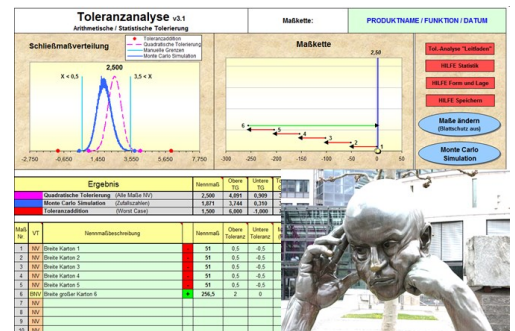 Toleranzanalyse v3.1
Arithmetische / Statistische Tolerierung
Maßkette:
PRODUKTNAME / FUNKTION / DATUM
Schließmaßverteilung
Toleranzaddition
Quadratische Tolerierung
Manuelle Grenzen
Monte Carlo Simulation
2,500
X < 0,5
3,5 < X
-2,750 -0,650 1,450 3,550 5,650
Maßkette
2,50
6
5
4
3
2
1
-300 -250 -200 -150 -100 -50 0 50
Tol.-Analyse "Leitfaden"
HILFE Statistik
HILFE Form und Lage
HILFE Speichern
Maße ändern
(Blattschutz aus)
Monte Carlo
Simulation
Ergebnis Nennmaß Obere TG Untere TG
Quadratische Tolerierung (Alle Maße NV) 2,500 4,091 0,909
Monte Carlo Simulation (Zufallszahlen) 1,871 3,744 0,310
Toleranzaddition (Worst Case) 1,500 6,000 -1,000
Maß Nr. VT Nennmaßbeschreibung Nennmaß Obere Toleranz Untere Toleranz
1 NV Breite Karton 1 - 51 0,5 -0,5
2 NV Breite Karton 2 - 51 0,5 -0,5
3 NV Breite Karton 3 - 51 0,5 -0,5
4 NV Breite Karton 4 - 51 0,5 -0,5
5 NV Breite Karton 5 - 51 0,5 -0,5
6 BNV Breite großer Karton 6 + 256,5 2 0
7 NV
8 NV
9 NV
10 NV